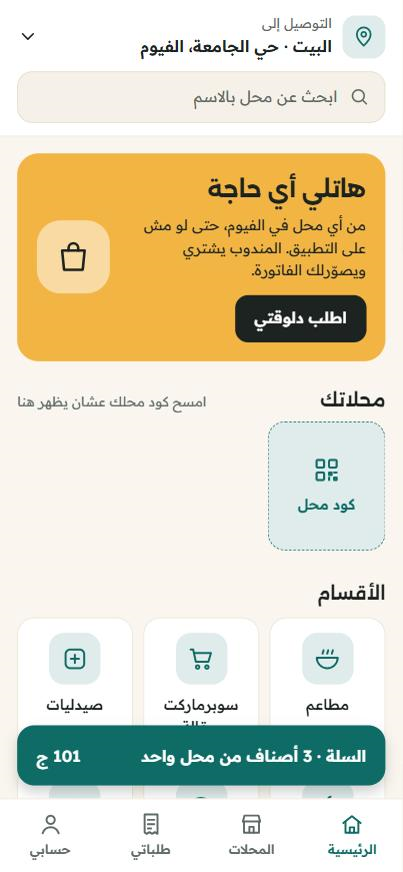 التوصيل إلى
البيت · حي الجامعة، الفيوم
ابحث عن محل بالاسم
هاتلي أي حاجة
من أي محل في الفيوم، حتى لو مش
على التطبيق. المندوب يشتري
ويصوّرلك الفاتورة.
اطلب دلوقتي
محلاتك
امسح كود محلك عشان يظهر هنا
كود محل
الأقسام
مطاعم
سوبرماركت
صيدليات
السلة · 3 أصناف من محل واحد
101 ج
الرئيسية
المحلات
طلباتي
حسابي